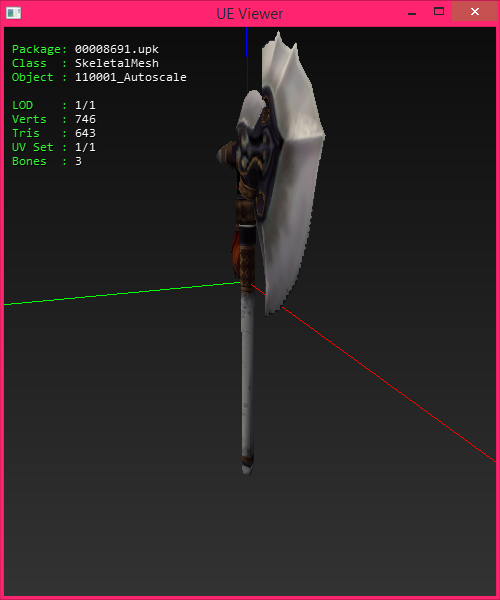 UE Viewer
Package: 00008691.upk
Class : SkeletalMesh
Object : 110001_Autoscale
LOD : 1/1
Verts : 746
Tris : 643
UV Set : 1/1
Bones : 3